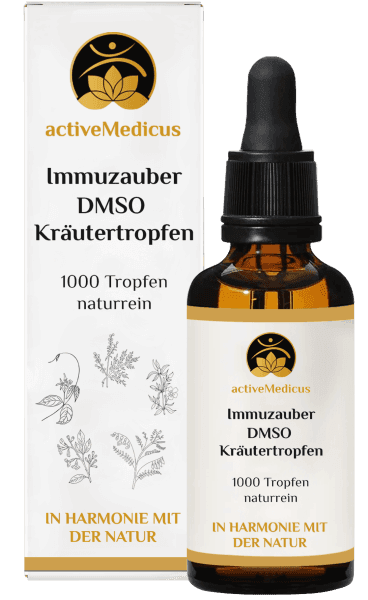 activeMedicus
Immuzauber
DMSO
Kräutertropfen
1000 Tropfen
naturrein
IN HARMONIE MIT
DER NATUR
activeMedicus
Immuzauber
DMSO
Kräutertropfen
1000 Tropfen
naturrein
IN HARMONIE MIT
DER NATUR